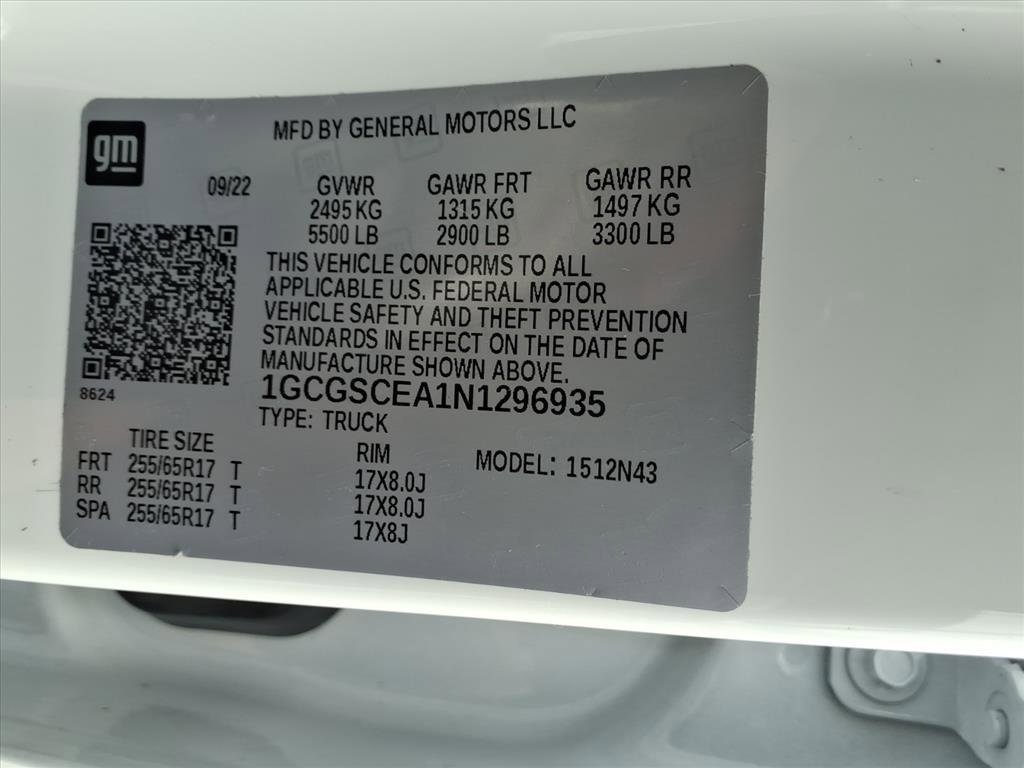 gm
MFD BY GENERAL MOTORS LLC
09/22 GVWR GAWR FRT GAWR RR
2495 KG 1315 KG 1497 KG
5500 LB 2900 LB 3300 LB
THIS VEHICLE CONFORMS TO ALL
APPLICABLE U.S. FEDERAL MOTOR
VEHICLE SAFETY AND THEFT PREVENTION
STANDARDS IN EFFECT ON THE DATE OF
MANUFACTURE SHOWN ABOVE.
8624
1GCGSCEA1N1296935
TYPE: TRUCK
TIRE SIZE RIM MODEL: 1512N43
FRT 255/65R17 T 17X8.0J
RR 255/65R17 T 17X8.0J
SPA 255/65R17 T 17X8J